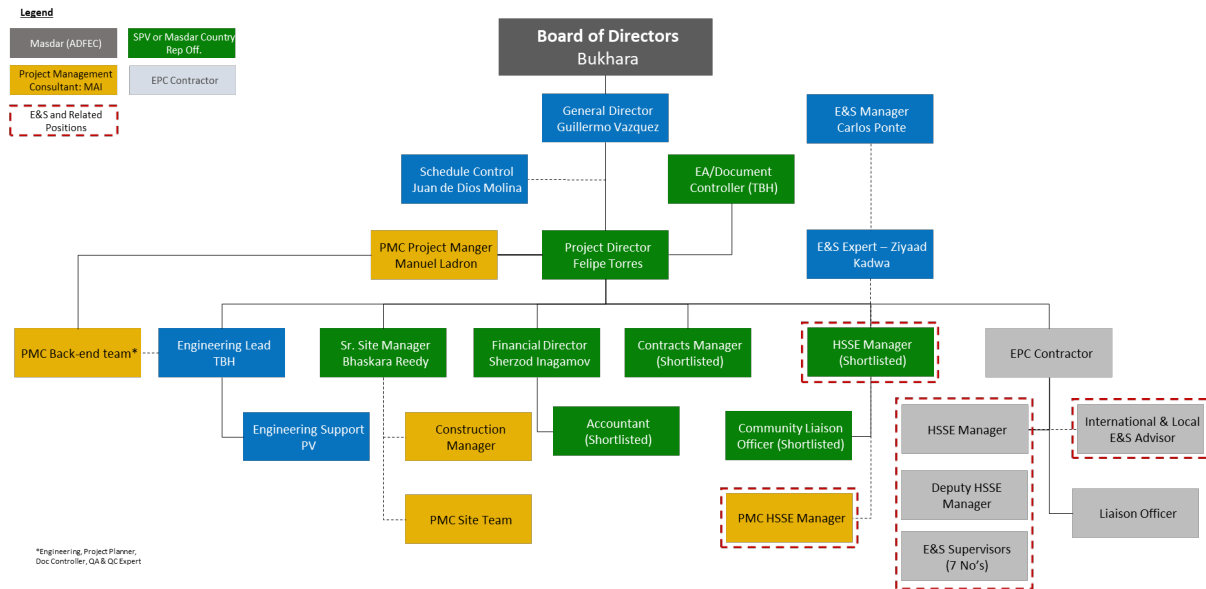 Legend
Masdar (ADFEC)
SPV or Masdar Country
Rep Off.
Project Management
Consultant: MAI
EPC Contractor
E&S and Related
Positions
Board of Directors
Bukhara
General Director
Guillermo Vazquez
E&S Manager
Carlos Ponte
Schedule Control
Juan de Dios Molina
EA/Document
Controller (TBH)
PMC Project Manger
Manuel Ladron
Project Director
Felipe Torres
E&S Expert – Ziyaad
Kadwa
PMC Back-end team*
Engineering Lead
TBH
Sr. Site Manager
Bhaskara Reedy
Financial Director
Sherzod Inagamov
Contracts Manager
(Shortlisted)
HSSE Manager
(Shortlisted)
EPC Contractor
Engineering Support
PV
Construction
Manager
Accountant
(Shortlisted)
Community Liaison
Officer (Shortlisted)
HSSE Manager
International & Local
E&S Advisor
PMC Site Team
PMC HSSE Manager
Deputy HSSE
Manager
Liaison Officer
E&S Supervisors
(7 No's)
*Engineering, Project Planner,
Doc Controller, QA & QC Expert